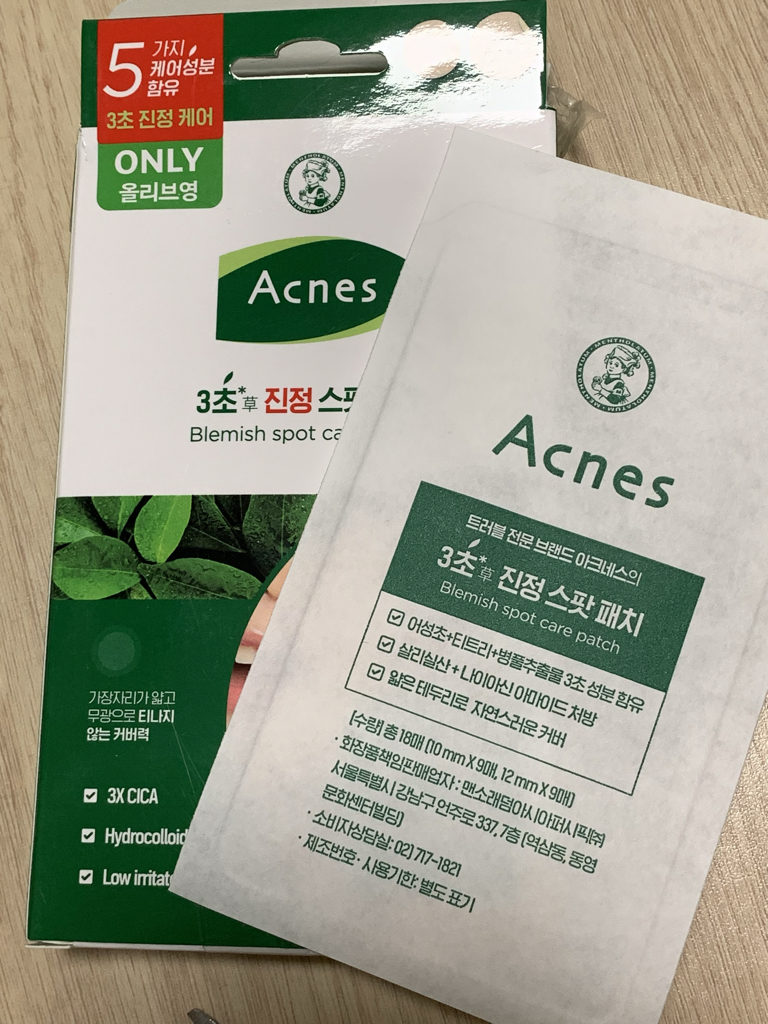 5 가지
케어성분
함유
3초 진정 케어
ONLY
올리브영
MENTHOLATUM
Acnes
3초*草 진정 스팟
Blemish spot ca
가장자리가 얇고
무광으로 티나지
않는 커버력
3X CICA
Hydrocolloid
Low irritat
MENTHOLATUM · MENTHOLATUM · MENTHOLATUM
Acnes
트러블 전문 브랜드 아크네스의
3초*草 진정 스팟 패치
Blemish spot care patch
어성초+티트리+병풀추출물 3초 성분 함유
살리실산 + 나이아신 아마이드 처방
얇은 테두리로 자연스러운 커버
[수량] 총 18매 (10 mm X 9매, 12 mm X 9매)
· 화장품책임판매업자 : 맨소래덤아시아퍼시픽㈜
서울특별시 강남구 언주로 337, 7층 (역삼동, 동영
문화센터빌딩)
· 소비자상담실: 02) 717-1821
· 제조번호 · 사용기한: 별도 표기